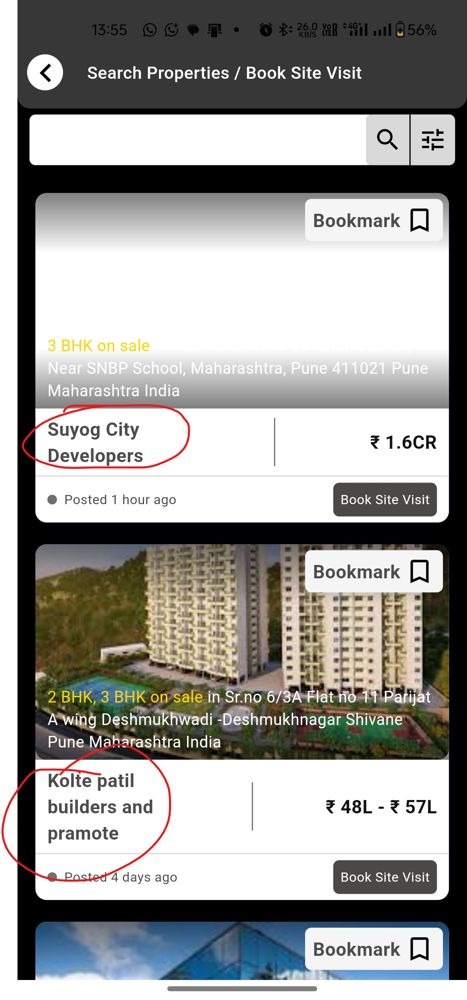 13:55 26.0 KB/S Vo LTE 4G+ 56%
Search Properties / Book Site Visit
Bookmark
3 BHK on sale
Near SNBP School, Maharashtra, Pune 411021 Pune
Maharashtra India
Suyog City
Developers
₹ 1.6CR
Posted 1 hour ago
Book Site Visit
Bookmark
2 BHK, 3 BHK on sale in Sr.no 6/3A Flat no 11 Parijat
A wing Deshmukhwadi -Deshmukhnagar Shivane
Pune Maharashtra India
Kolte patil
builders and
pramote
₹ 48L - ₹ 57L
Posted 4 days ago
Book Site Visit
Bookmark